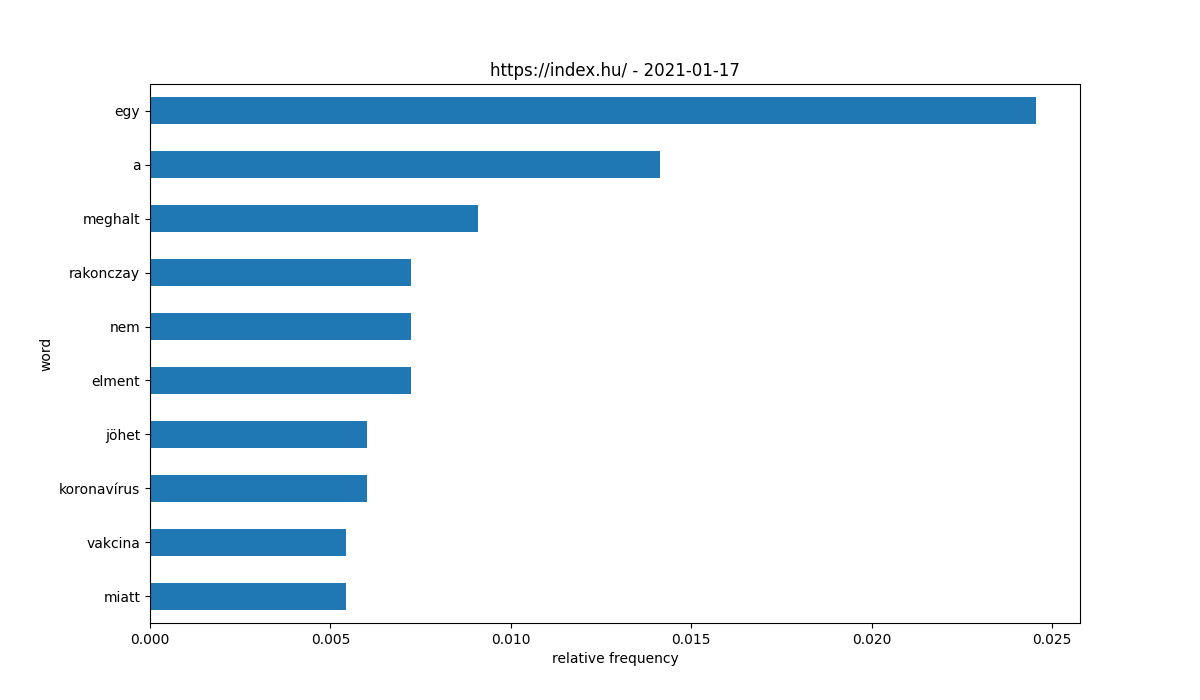 https://index.hu/ - 2021-01-17
egy
a
meghalt
rakonczay
nem
elment
jöhet
koronavírus
vakcina
miatt
word
0.000 0.005 0.010 0.015 0.020 0.025
relative frequency